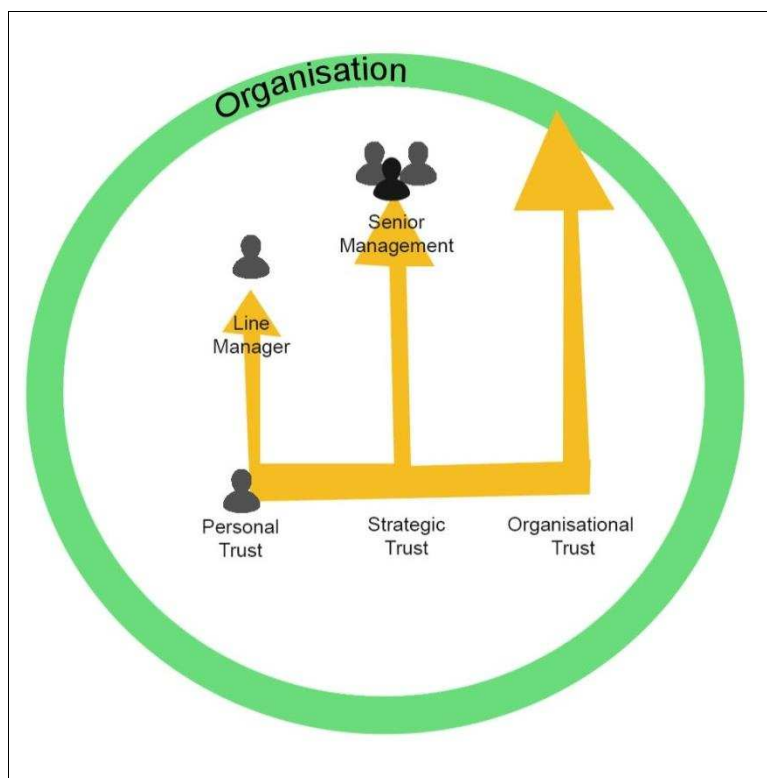 Organisation
Senior
Management
Line
Manager
Personal
Trust
Strategic
Trust
Organisational
Trust